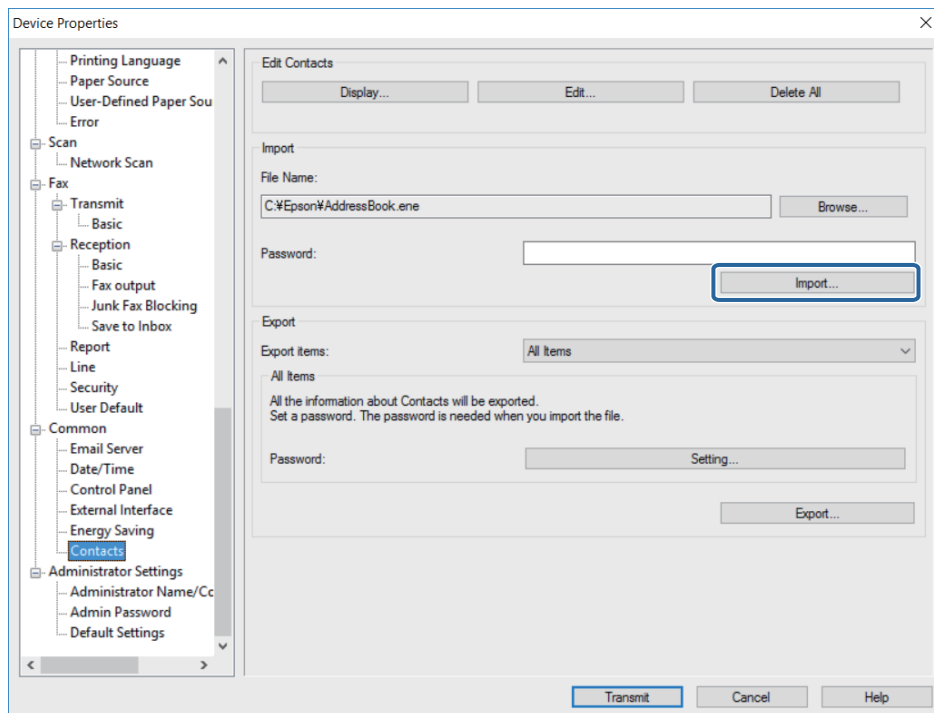 Device Properties
Printing Language
Paper Source
User-Defined Paper Sou
Error
Scan
Network Scan
Fax
Transmit
Basic
Reception
Basic
Fax output
Junk Fax Blocking
Save to Inbox
Report
Line
Security
User Default
Common
Email Server
Date/Time
Control Panel
External Interface
Energy Saving
Contacts
Administrator Settings
Administrator Name/Cc
Admin Password
Default Settings
Edit Contacts
Display... Edit... Delete All
Import
File Name:
C:¥Epson¥AddressBook.ene Browse...
Password:
Import...
Export
Export items: All Items
All Items
All the information about Contacts will be exported.
Set a password. The password is needed when you import the file.
Password: Setting...
Export...
Transmit Cancel Help